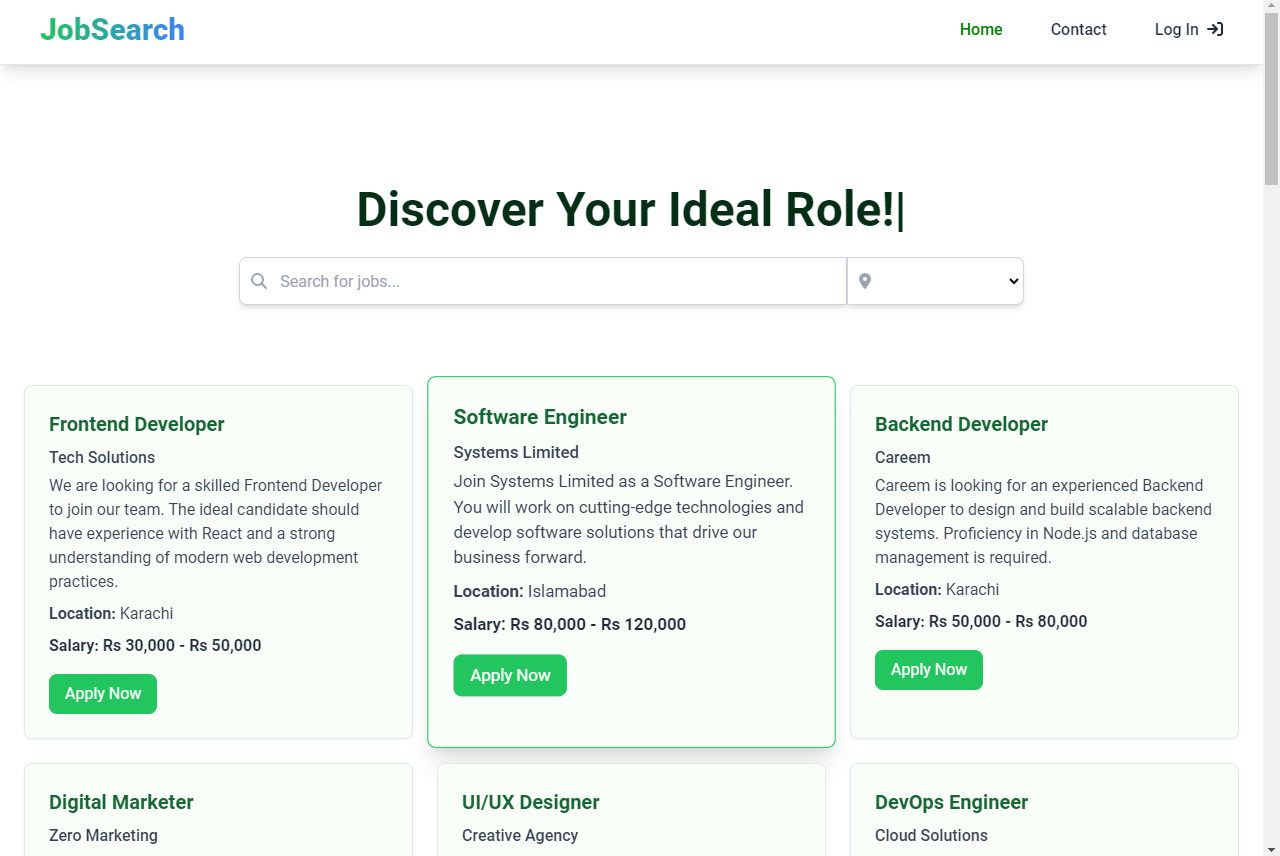 JobSearch
Home
Contact
Log In
Discover Your Ideal Role!|
Search for jobs...
Frontend Developer
Tech Solutions
We are looking for a skilled Frontend Developer
to join our team. The ideal candidate should
have experience with React and a strong
understanding of modern web development
practices.
Location: Karachi
Salary: Rs 30,000 - Rs 50,000
Apply Now
Software Engineer
Systems Limited
Join Systems Limited as a Software Engineer.
You will work on cutting-edge technologies and
develop software solutions that drive our
business forward.
Location: Islamabad
Salary: Rs 80,000 - Rs 120,000
Apply Now
Backend Developer
Careem
Careem is looking for an experienced Backend
Developer to design and build scalable backend
systems. Proficiency in Node.js and database
management is required.
Location: Karachi
Salary: Rs 50,000 - Rs 80,000
Apply Now
Digital Marketer
Zero Marketing
UI/UX Designer
Creative Agency
DevOps Engineer
Cloud Solutions